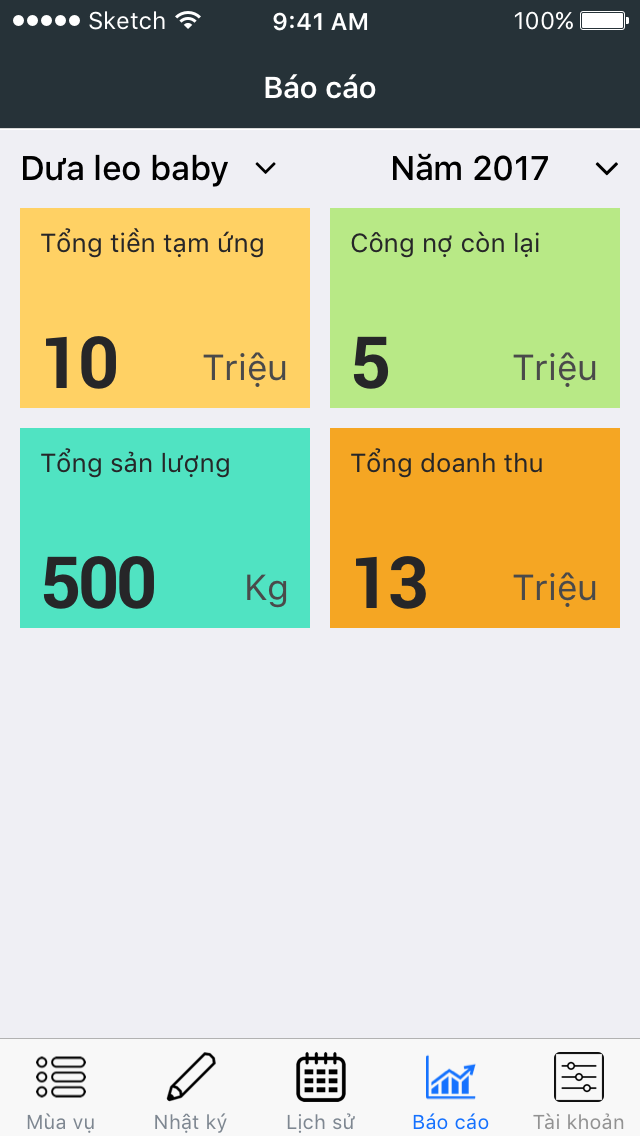 Sketch 9:41 AM 100%
Báo cáo
Dưa leo baby Năm 2017
Tổng tiền tạm ứng
10 Triệu
Công nợ còn lại
5 Triệu
Tổng sản lượng
500 Kg
Tổng doanh thu
13 Triệu
Mùa vụ Nhật ký Lịch sử Báo cáo Tài khoản